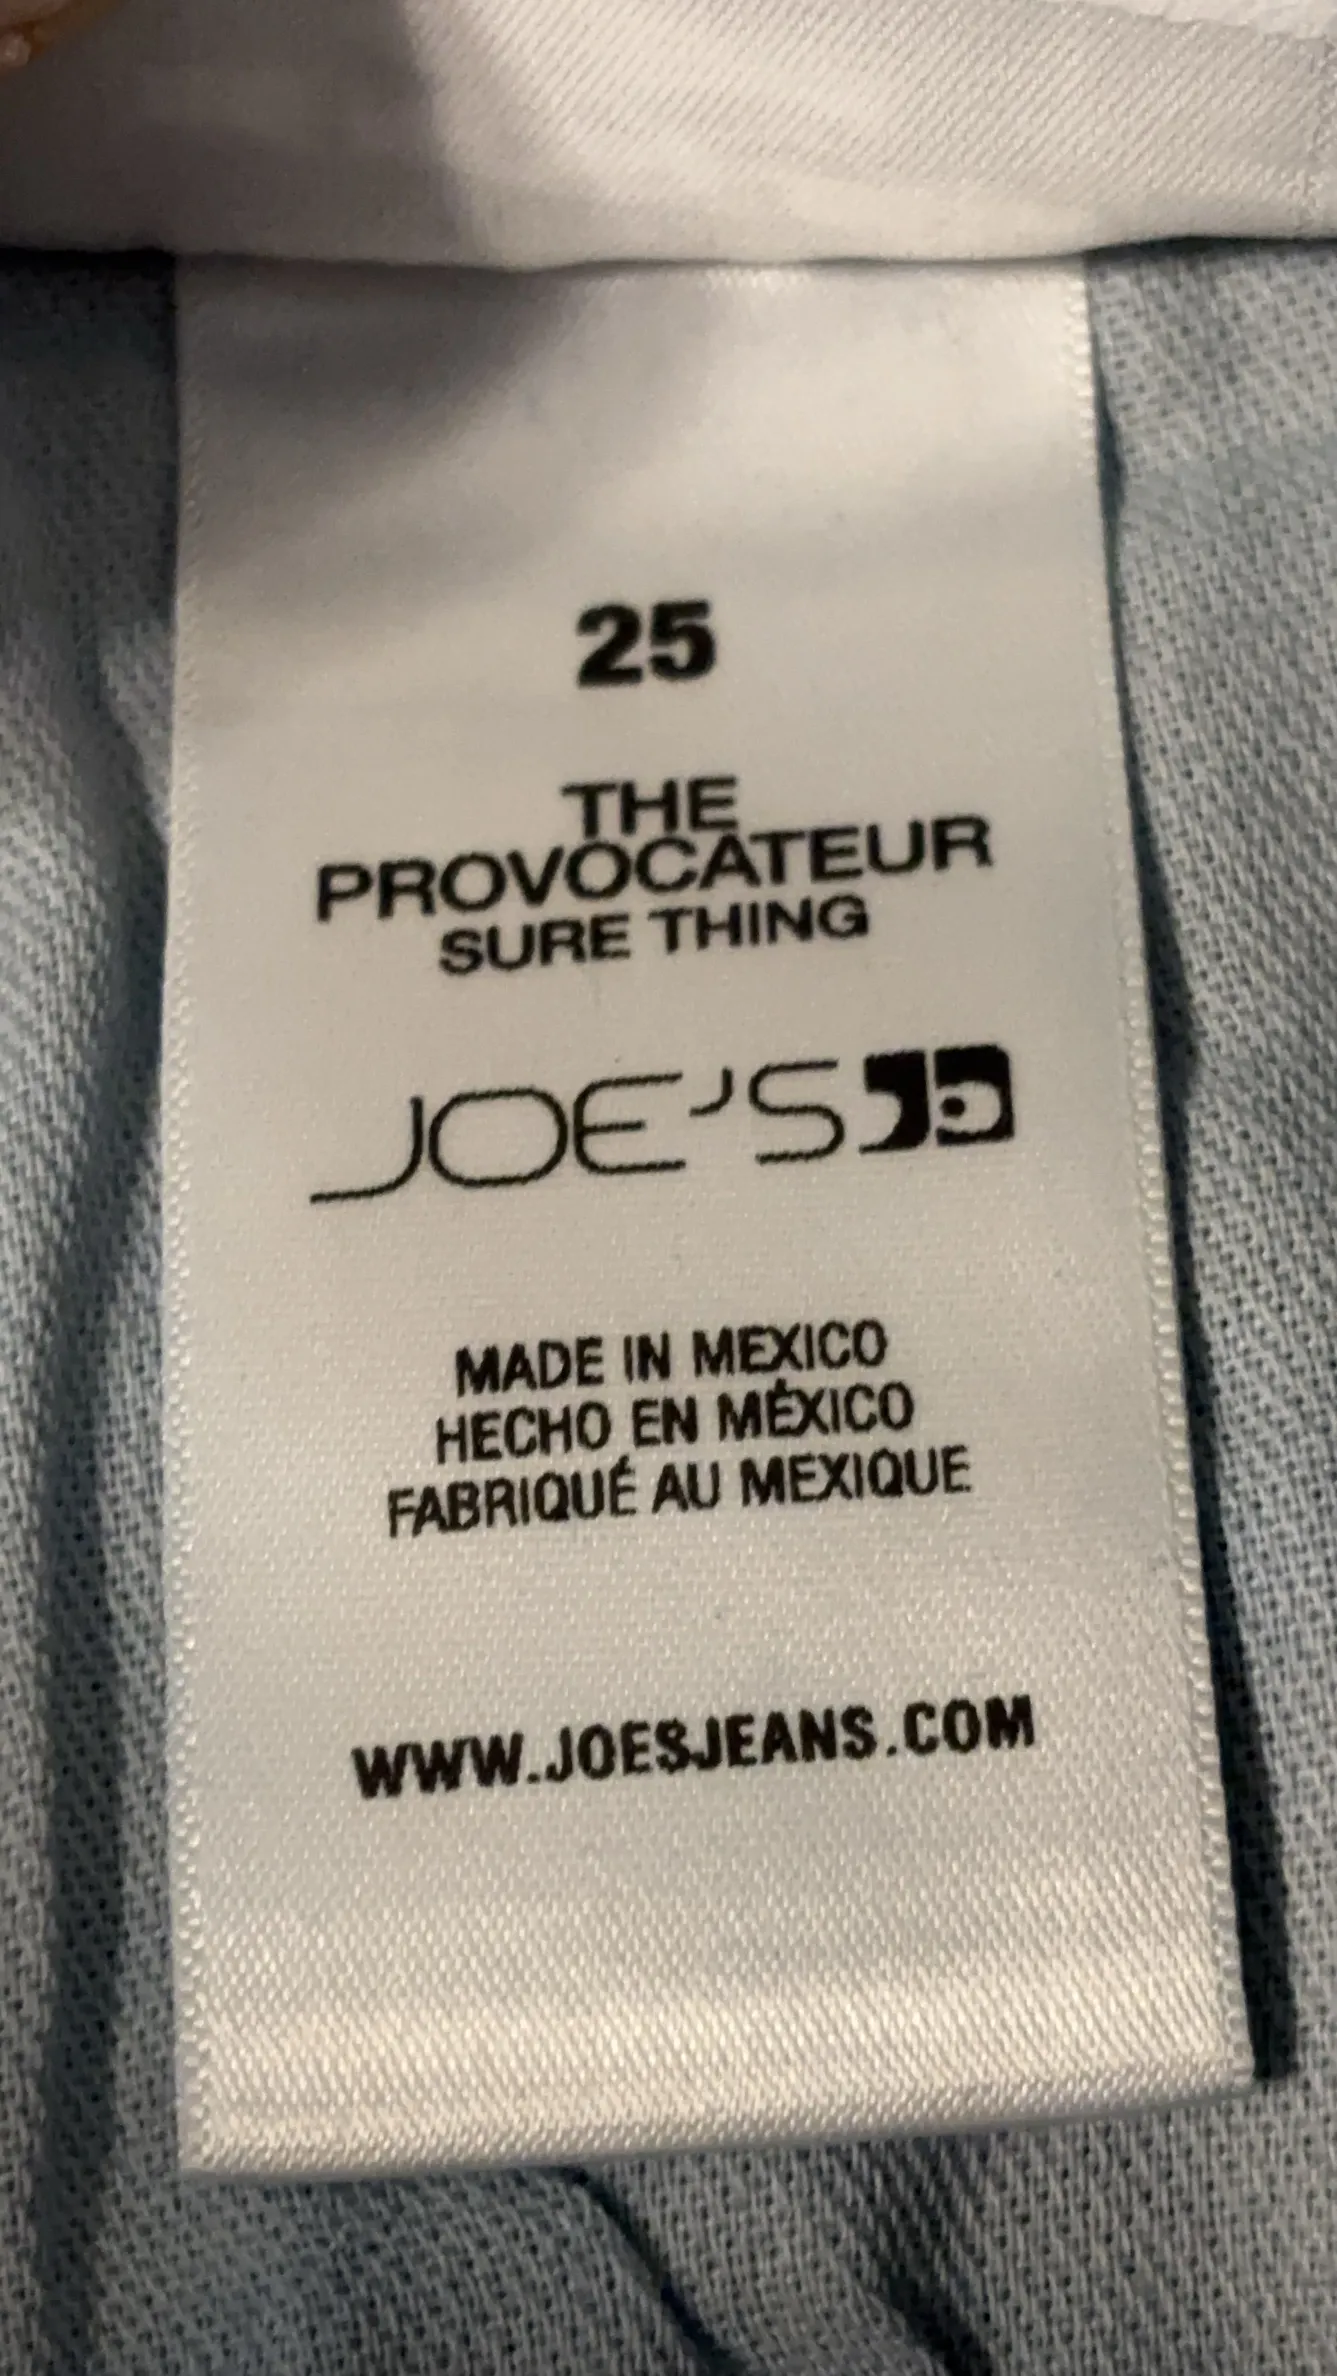 25
THE
PROVOCATEUR
SURE THING
JOE'S
MADE IN MEXICO
HECHO EN MÉXICO
FABRIQUÉ AU MEXIQUE
WWW.JOESJEANS.COM